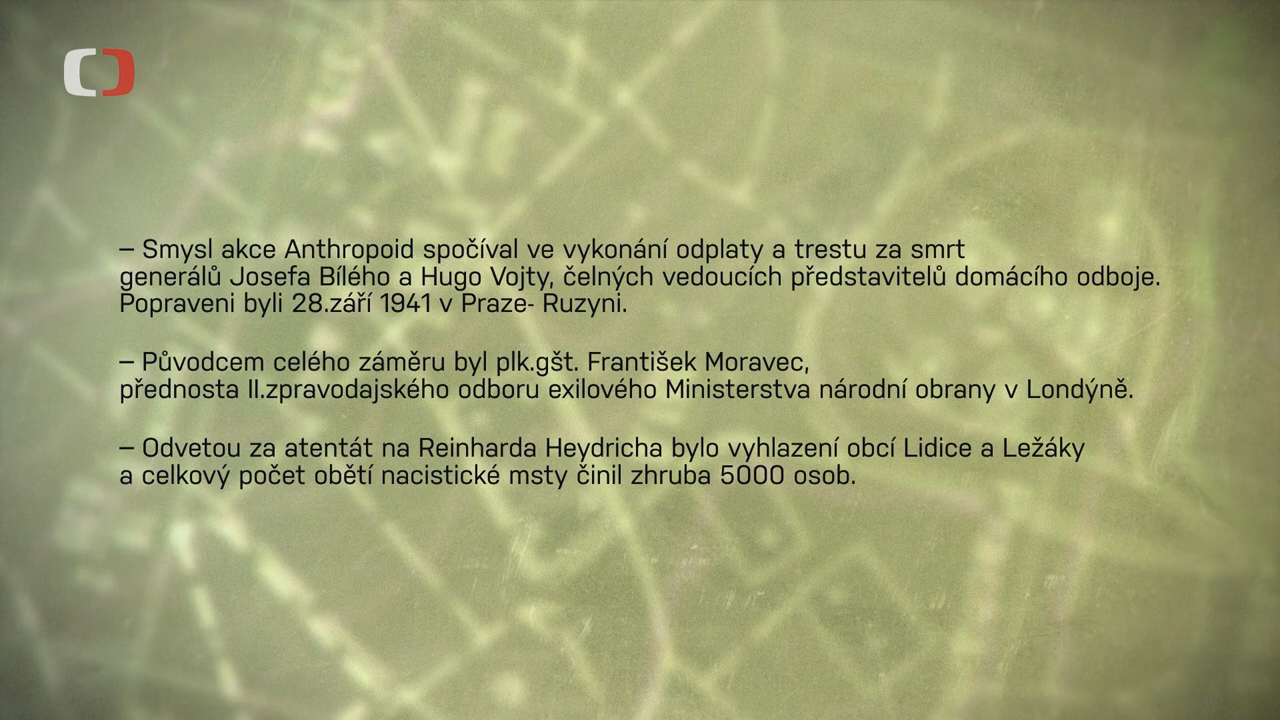 – Smysl akce Anthropoid spočíval ve vykonání odplaty a trestu za smrt
generálů Josefa Bílého a Hugo Vojty, čelných vedoucích představitelů domácího odboje.
Popraveni byli 28.září 1941 v Praze- Ruzyni.
– Původcem celého záměru byl plk.gšt. František Moravec,
přednosta II.zpravodajského odboru exilového Ministerstva národní obrany v Londýně.
– Odvetou za atentát na Reinharda Heydricha bylo vyhlazení obcí Lidice a Ležáky
a celkový počet obětí nacistické msty činil zhruba 5000 osob.